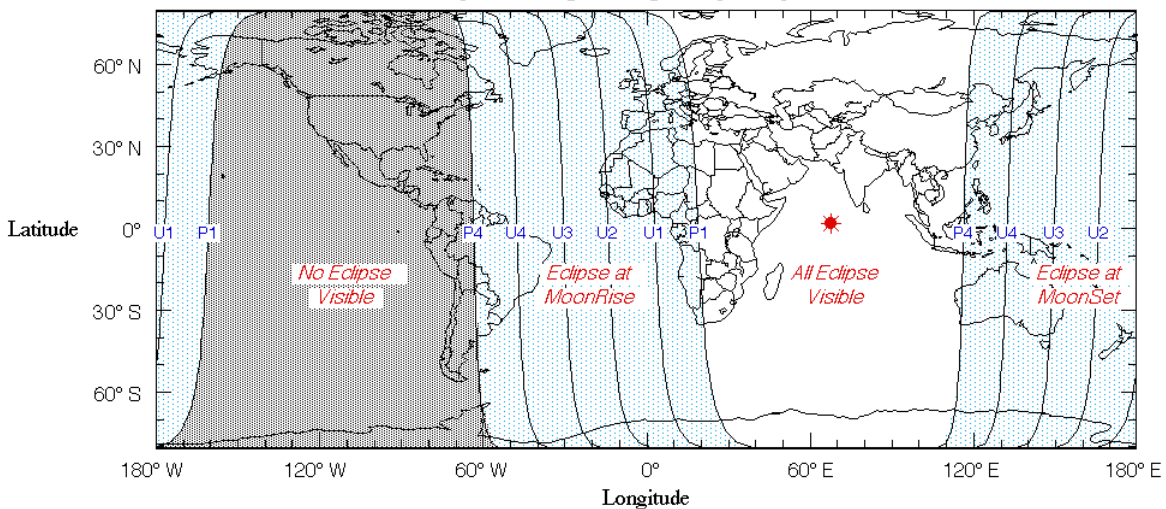 60° N
30° N
Latitude
0°
U1 P1 P4 U4 U3 U2 U1 P1 P4 U4 U3 U2
No Eclipse
Visible
Eclipse at
MoonRise
All Eclipse
Visible
Eclipse at
MoonSet
30° S
60° S
180° W 120° W 60° W 0° 60° E 120° E 180° E
Longitude